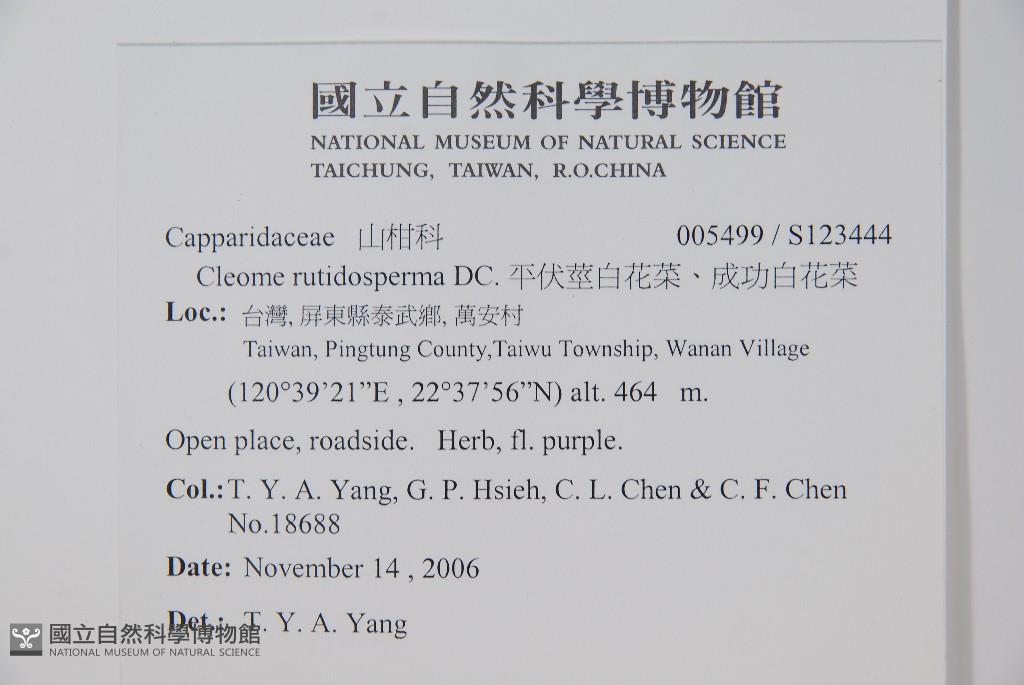 國立自然科學博物館
NATIONAL MUSEUM OF NATURAL SCIENCE
TAICHUNG, TAIWAN, R.O.CHINA
Capparidaceae 山柑科 005499 / S123444
Cleome rutidosperma DC. 平伏莖白花菜、成功白花菜
Loc.: 台灣, 屏東縣泰武鄉, 萬安村
Taiwan, Pingtung County,Taiwu Township, Wanan Village
(120°39’21”E , 22°37’56”N) alt. 464 m.
Open place, roadside. Herb, fl. purple.
Col.: T. Y. A. Yang, G. P. Hsieh, C. L. Chen & C. F. Chen
No.18688
Date: November 14 , 2006
Det.: T. Y. A. Yang
國立自然科學博物館
NATIONAL MUSEUM OF NATURAL SCIENCE